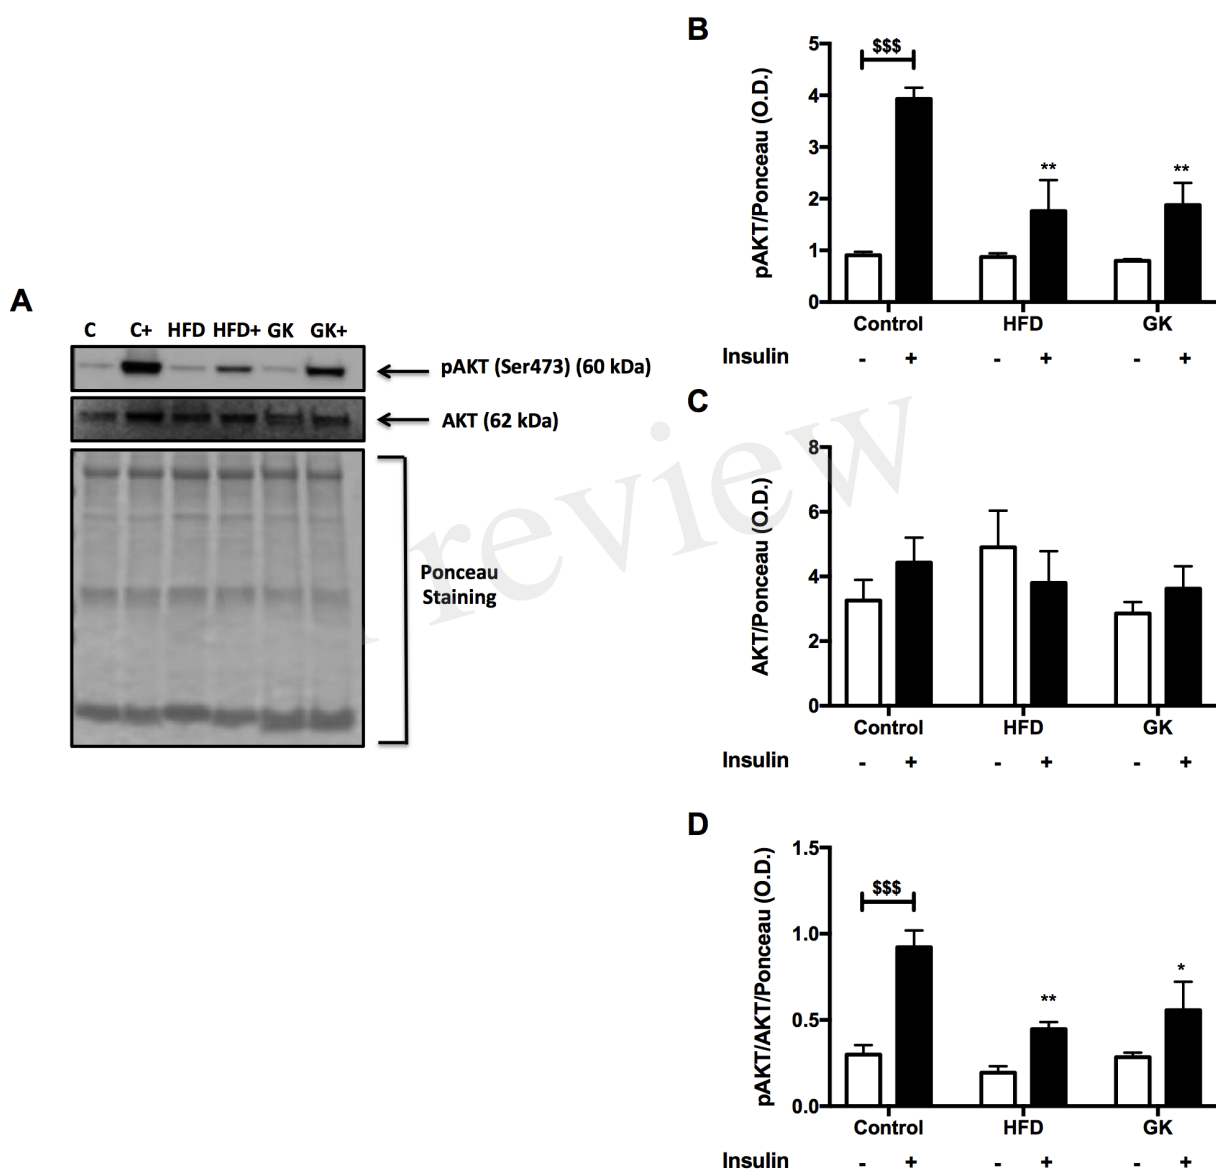 A
C C+ HFD HFD+ GK GK+
pAKT (Ser473) (60 kDa)
AKT (62 kDa)
Ponceau
Staining
B
pAKT/Ponceau (O.D.)
5
4
3
2
1
0
$$$
** **
Control HFD GK
Insulin - + - + - +
C
AKT/Ponceau (O.D.)
8
6
4
2
0
Control HFD GK
Insulin - + - + - +
D
pAKT/AKT/Ponceau (O.D.)
1.5
1.0
0.5
0.0
$$$
** *
Control HFD GK
Insulin - + - + - +
review